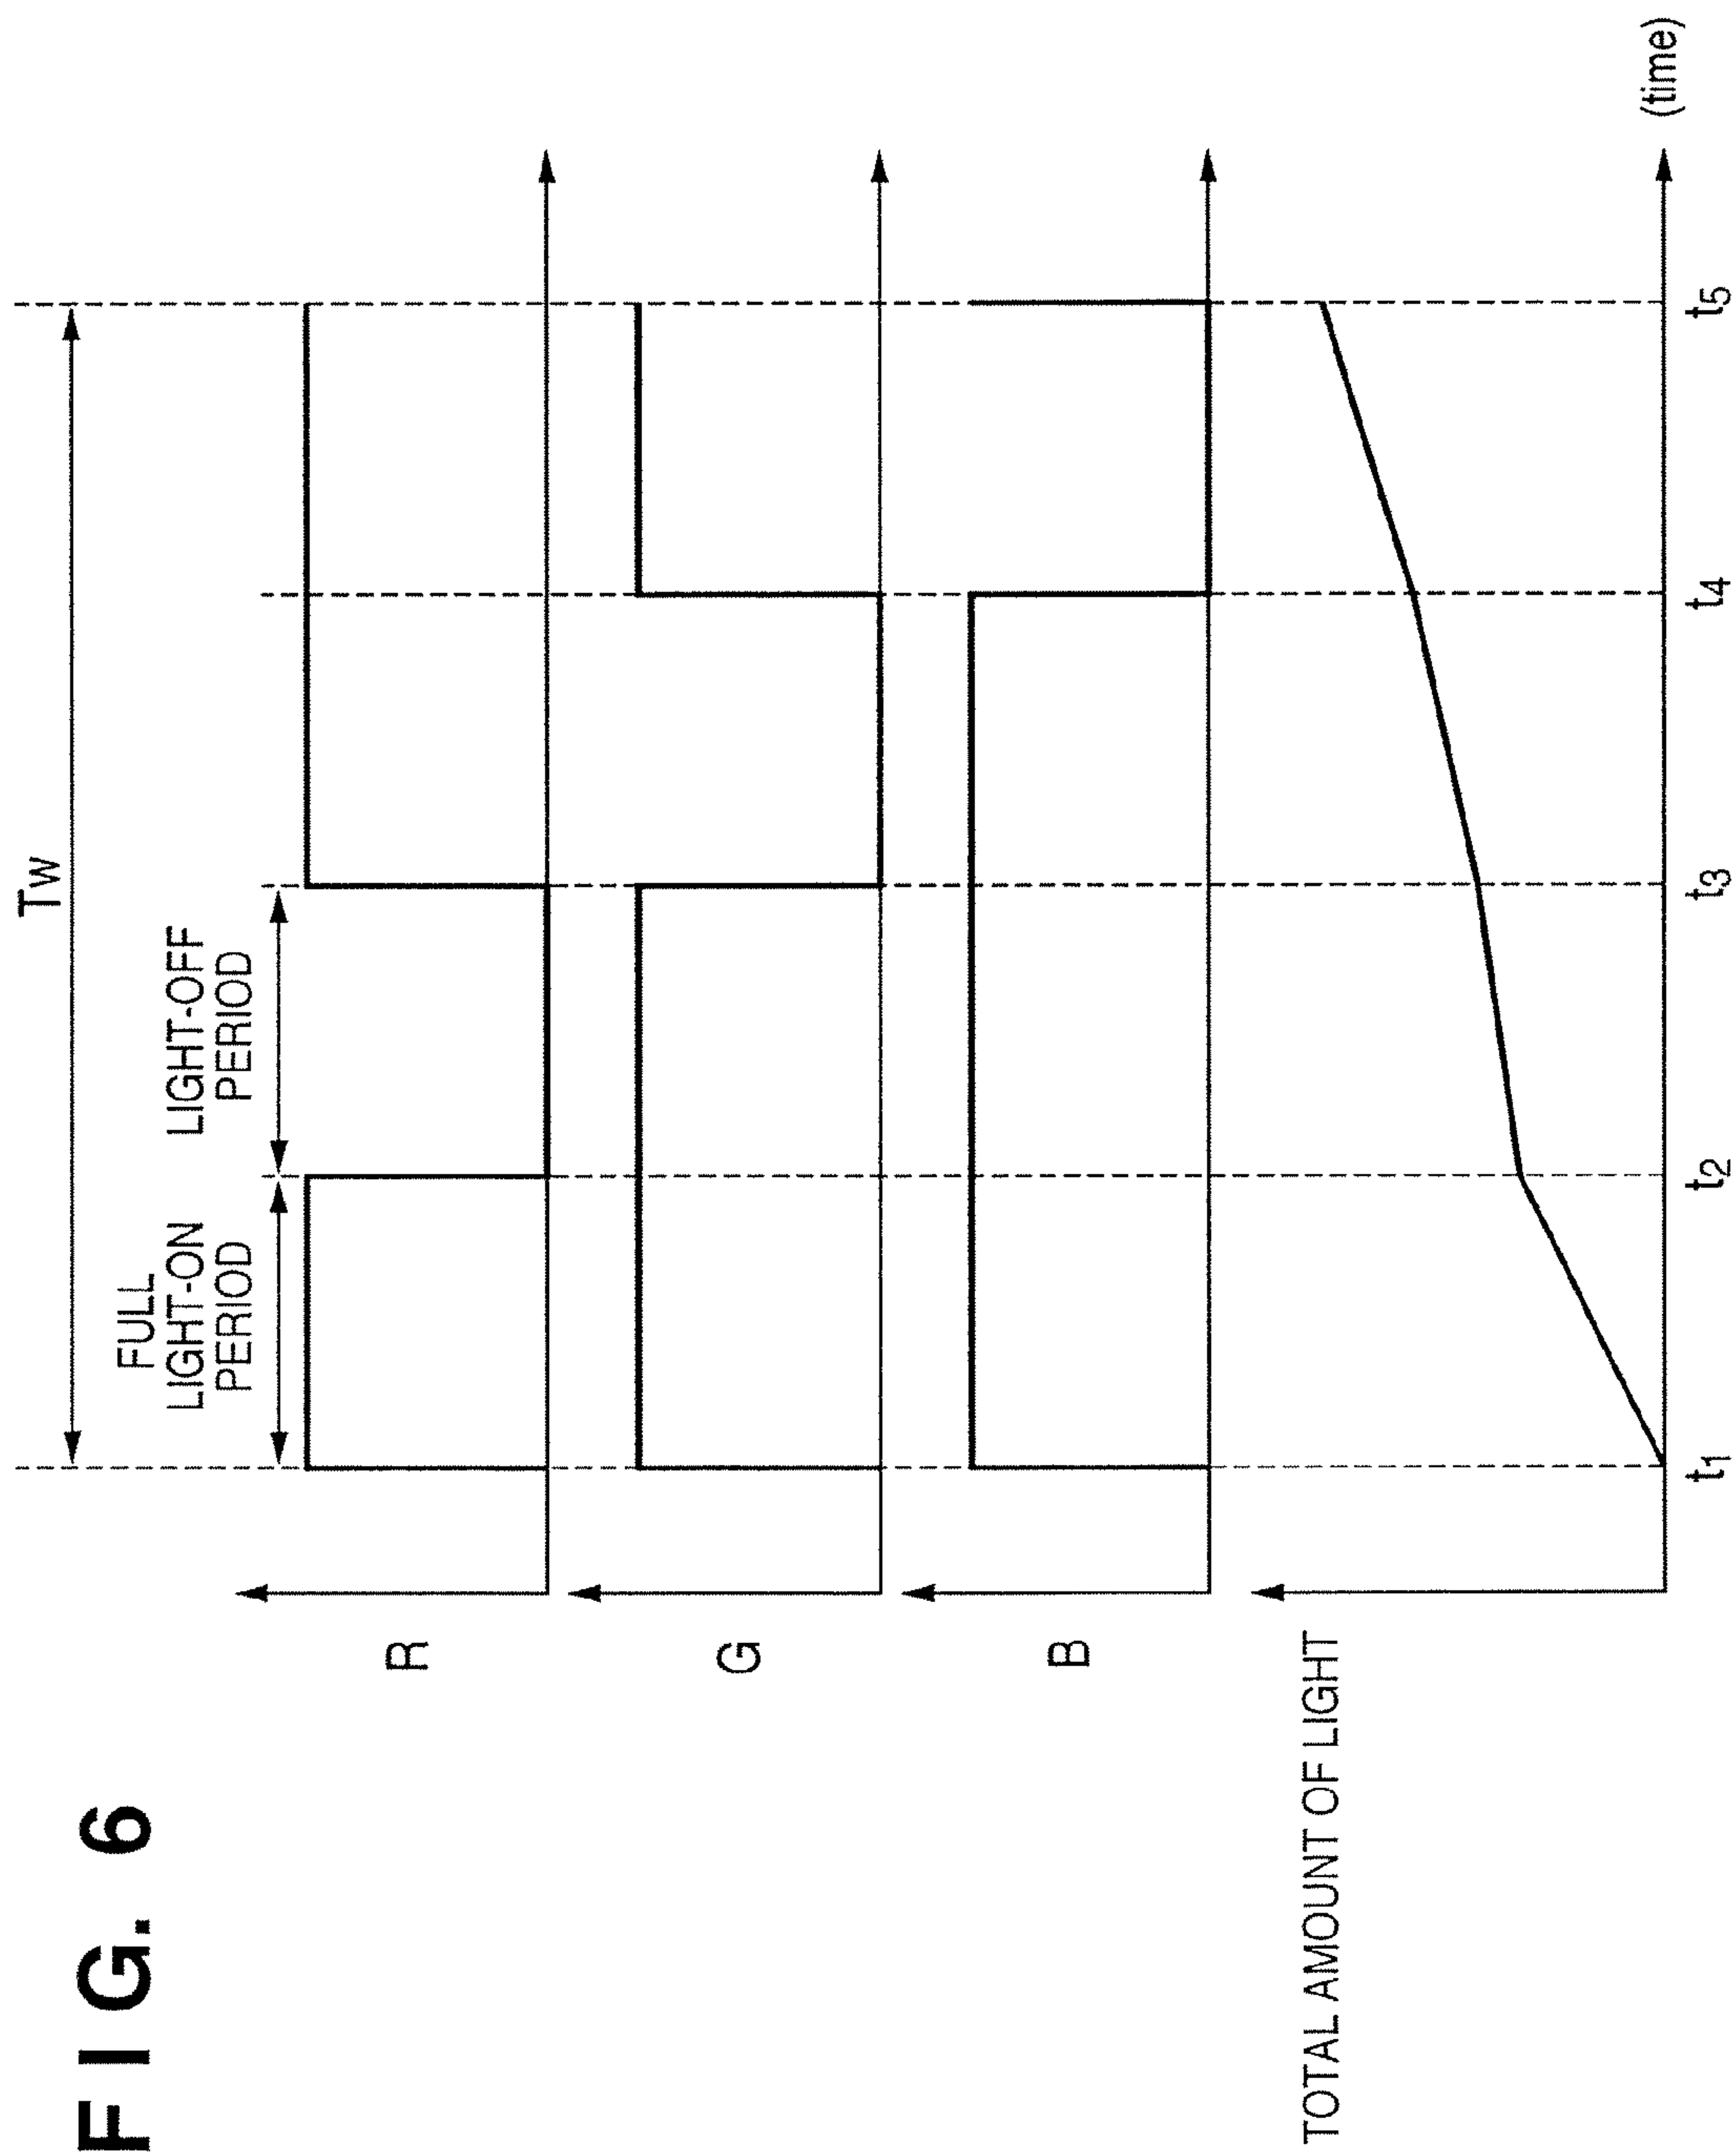 FIG. 6
TW
FULL
LIGHT-ON
PERIOD
LIGHT-OFF
PERIOD
R
G
B
TOTAL AMOUNT OF LIGHT
t1
t2
t3
t4
t5
(time)